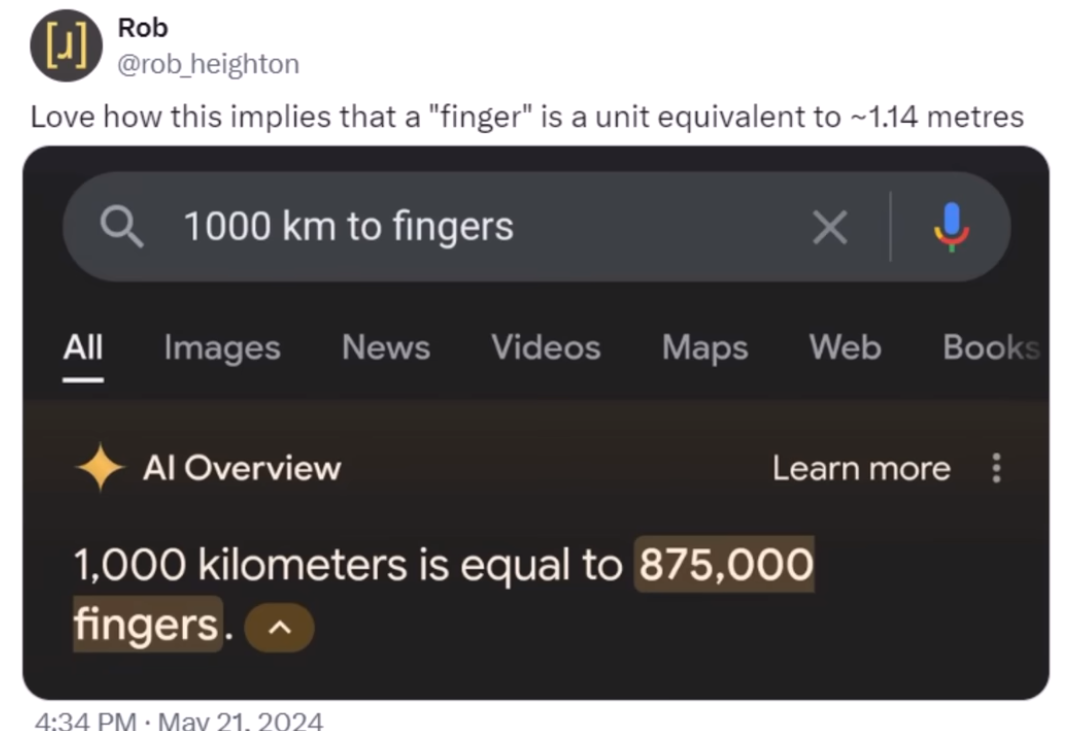 Rob
@rob_heighton
Love how this implies that a "finger" is a unit equivalent to ~1.14 metres
1000 km to fingers
All Images News Videos Maps Web Books
AI Overview Learn more
1,000 kilometers is equal to 875,000
fingers.
4:34 PM · May 21, 2024